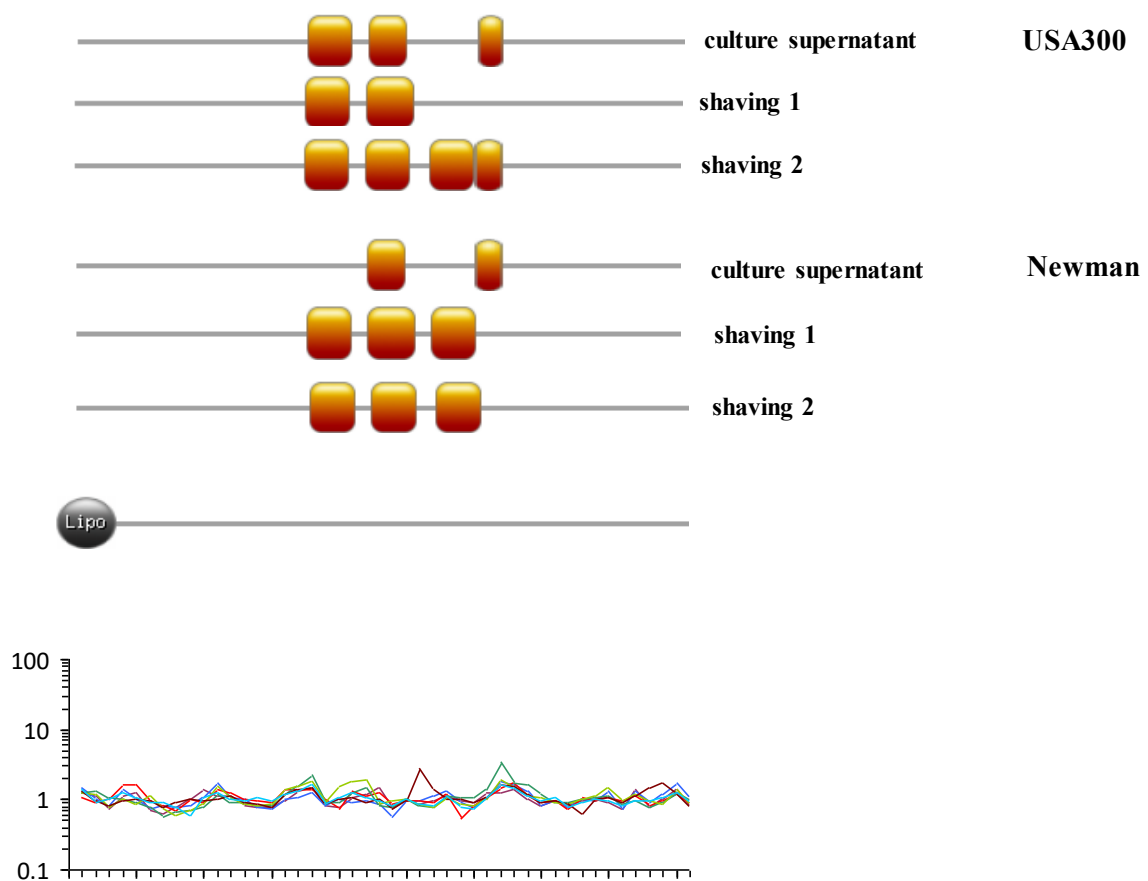 culture supernatant USA300
shaving 1
shaving 2
culture supernatant Newman
shaving 1
shaving 2
Lipo
100
10
1
0.1